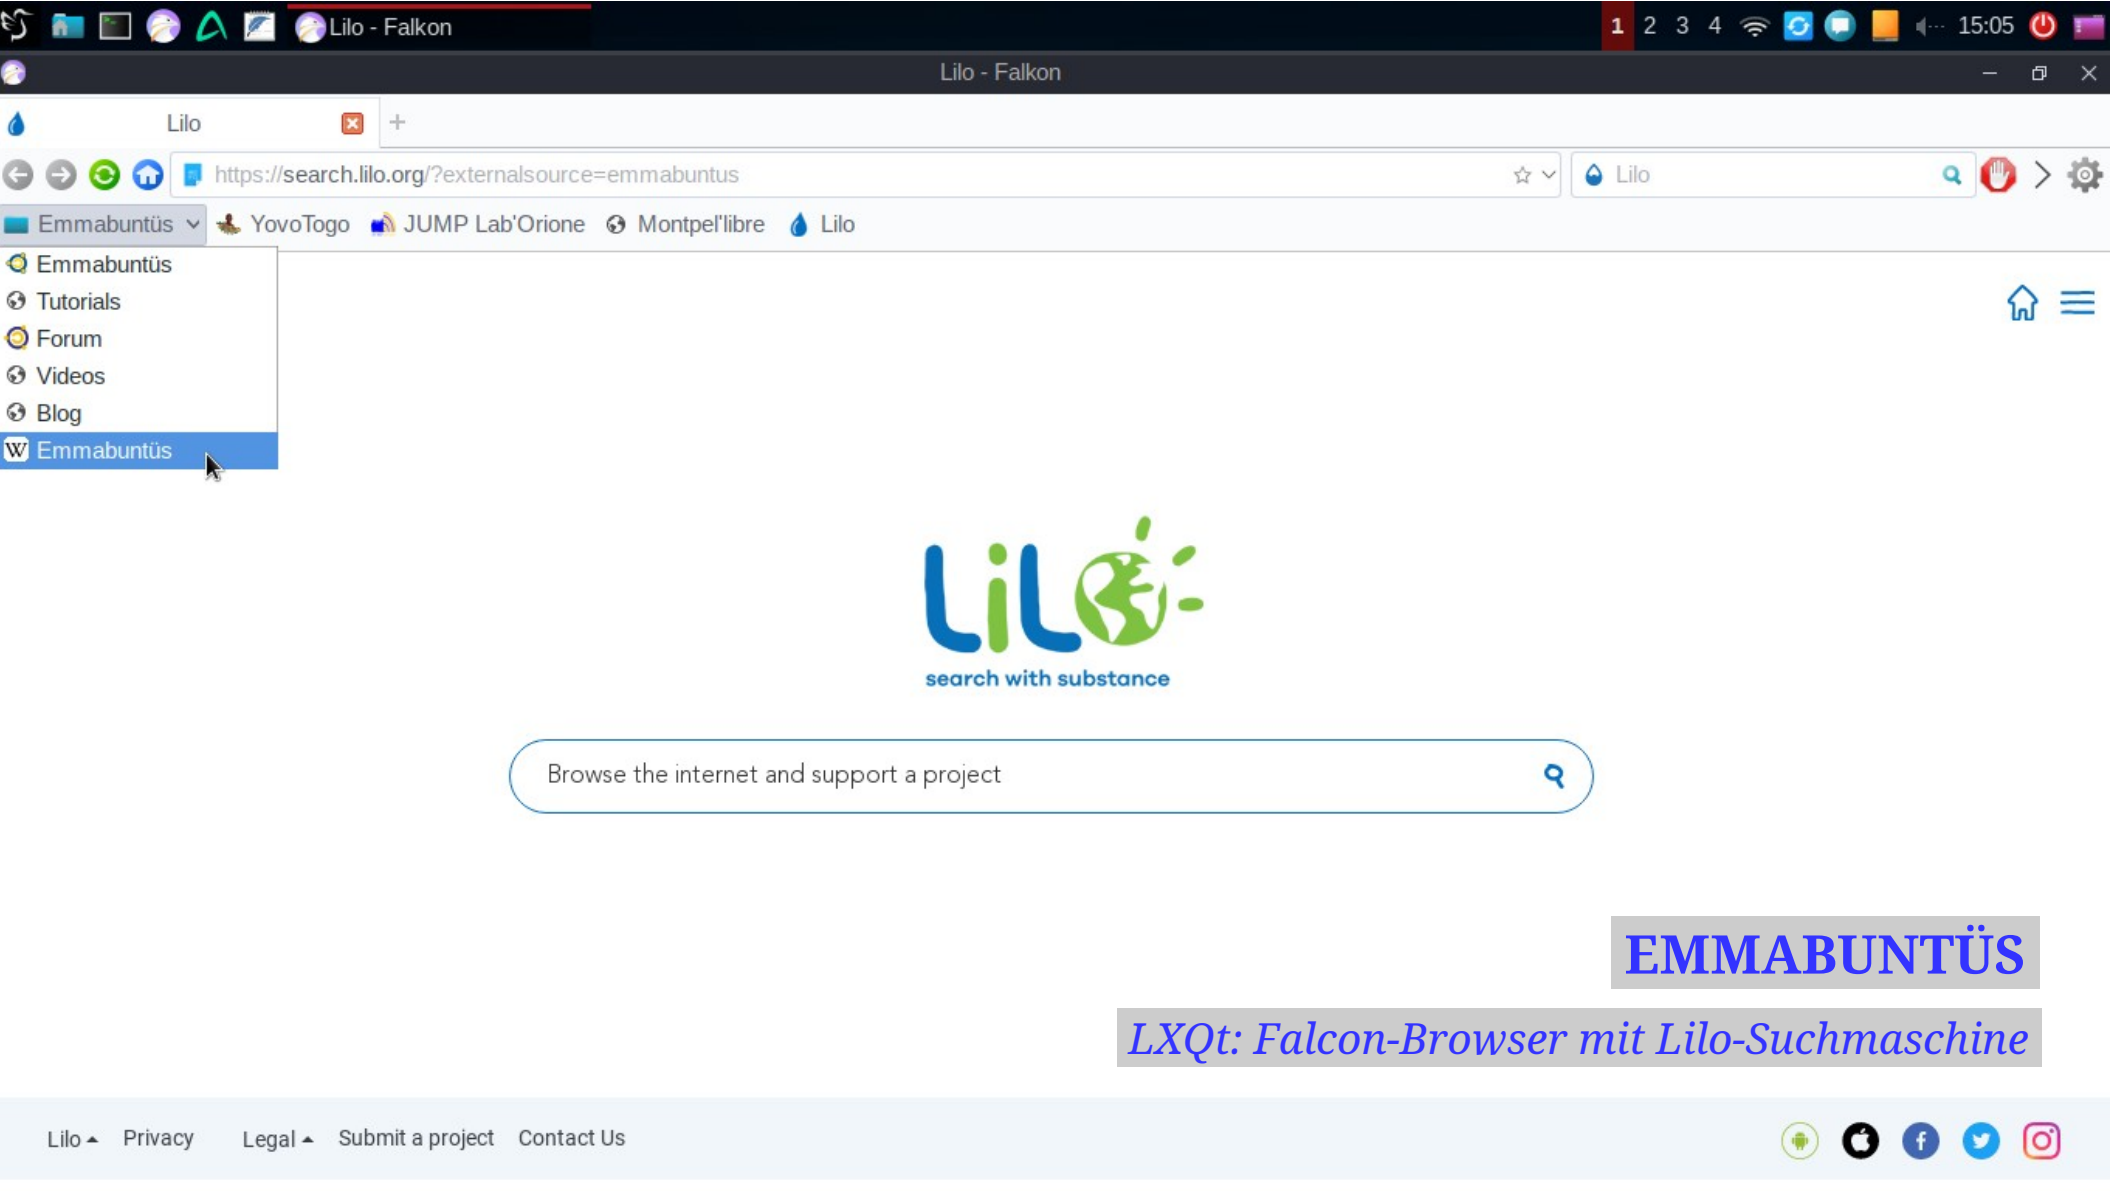 Lilo - Falkon 1 2 3 4 15:05
Lilo - Falkon
Lilo
https://search.lilo.org/?externalsource=emmabuntus Lilo
Emmabuntüs YovoTogo JUMP Lab'Orione Montpel'libre Lilo
Emmabuntüs
Tutorials
Forum
Videos
Blog
W Emmabuntüs
LiLO
search with substance
Browse the internet and support a project
EMMABUNTÜS
LXQt: Falcon-Browser mit Lilo-Suchmaschine
Lilo Privacy Legal Submit a project Contact Us